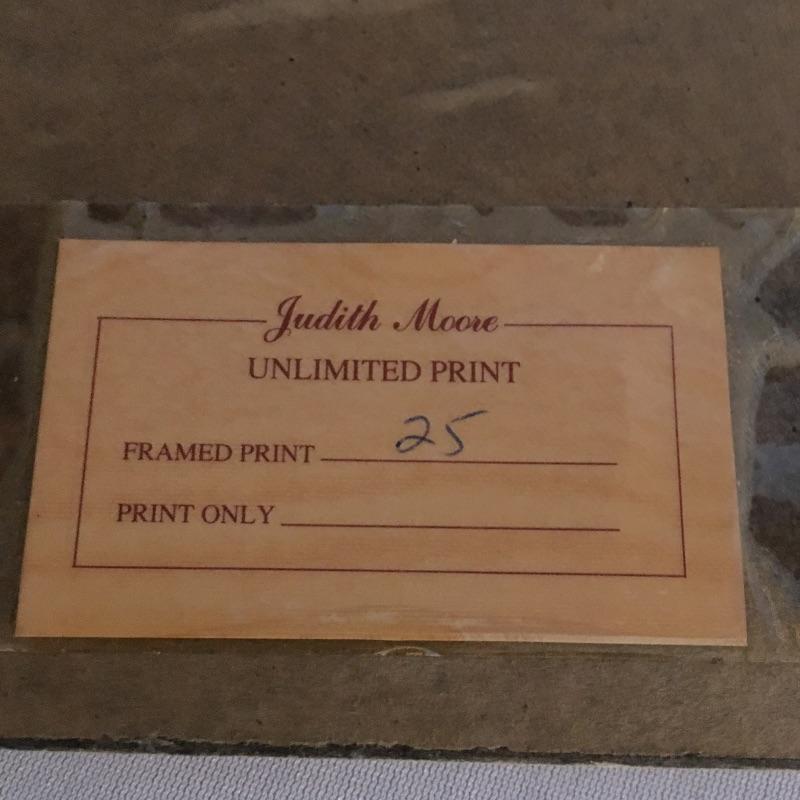 Judith Moore
UNLIMITED PRINT
FRAMED PRINT 25
PRINT ONLY